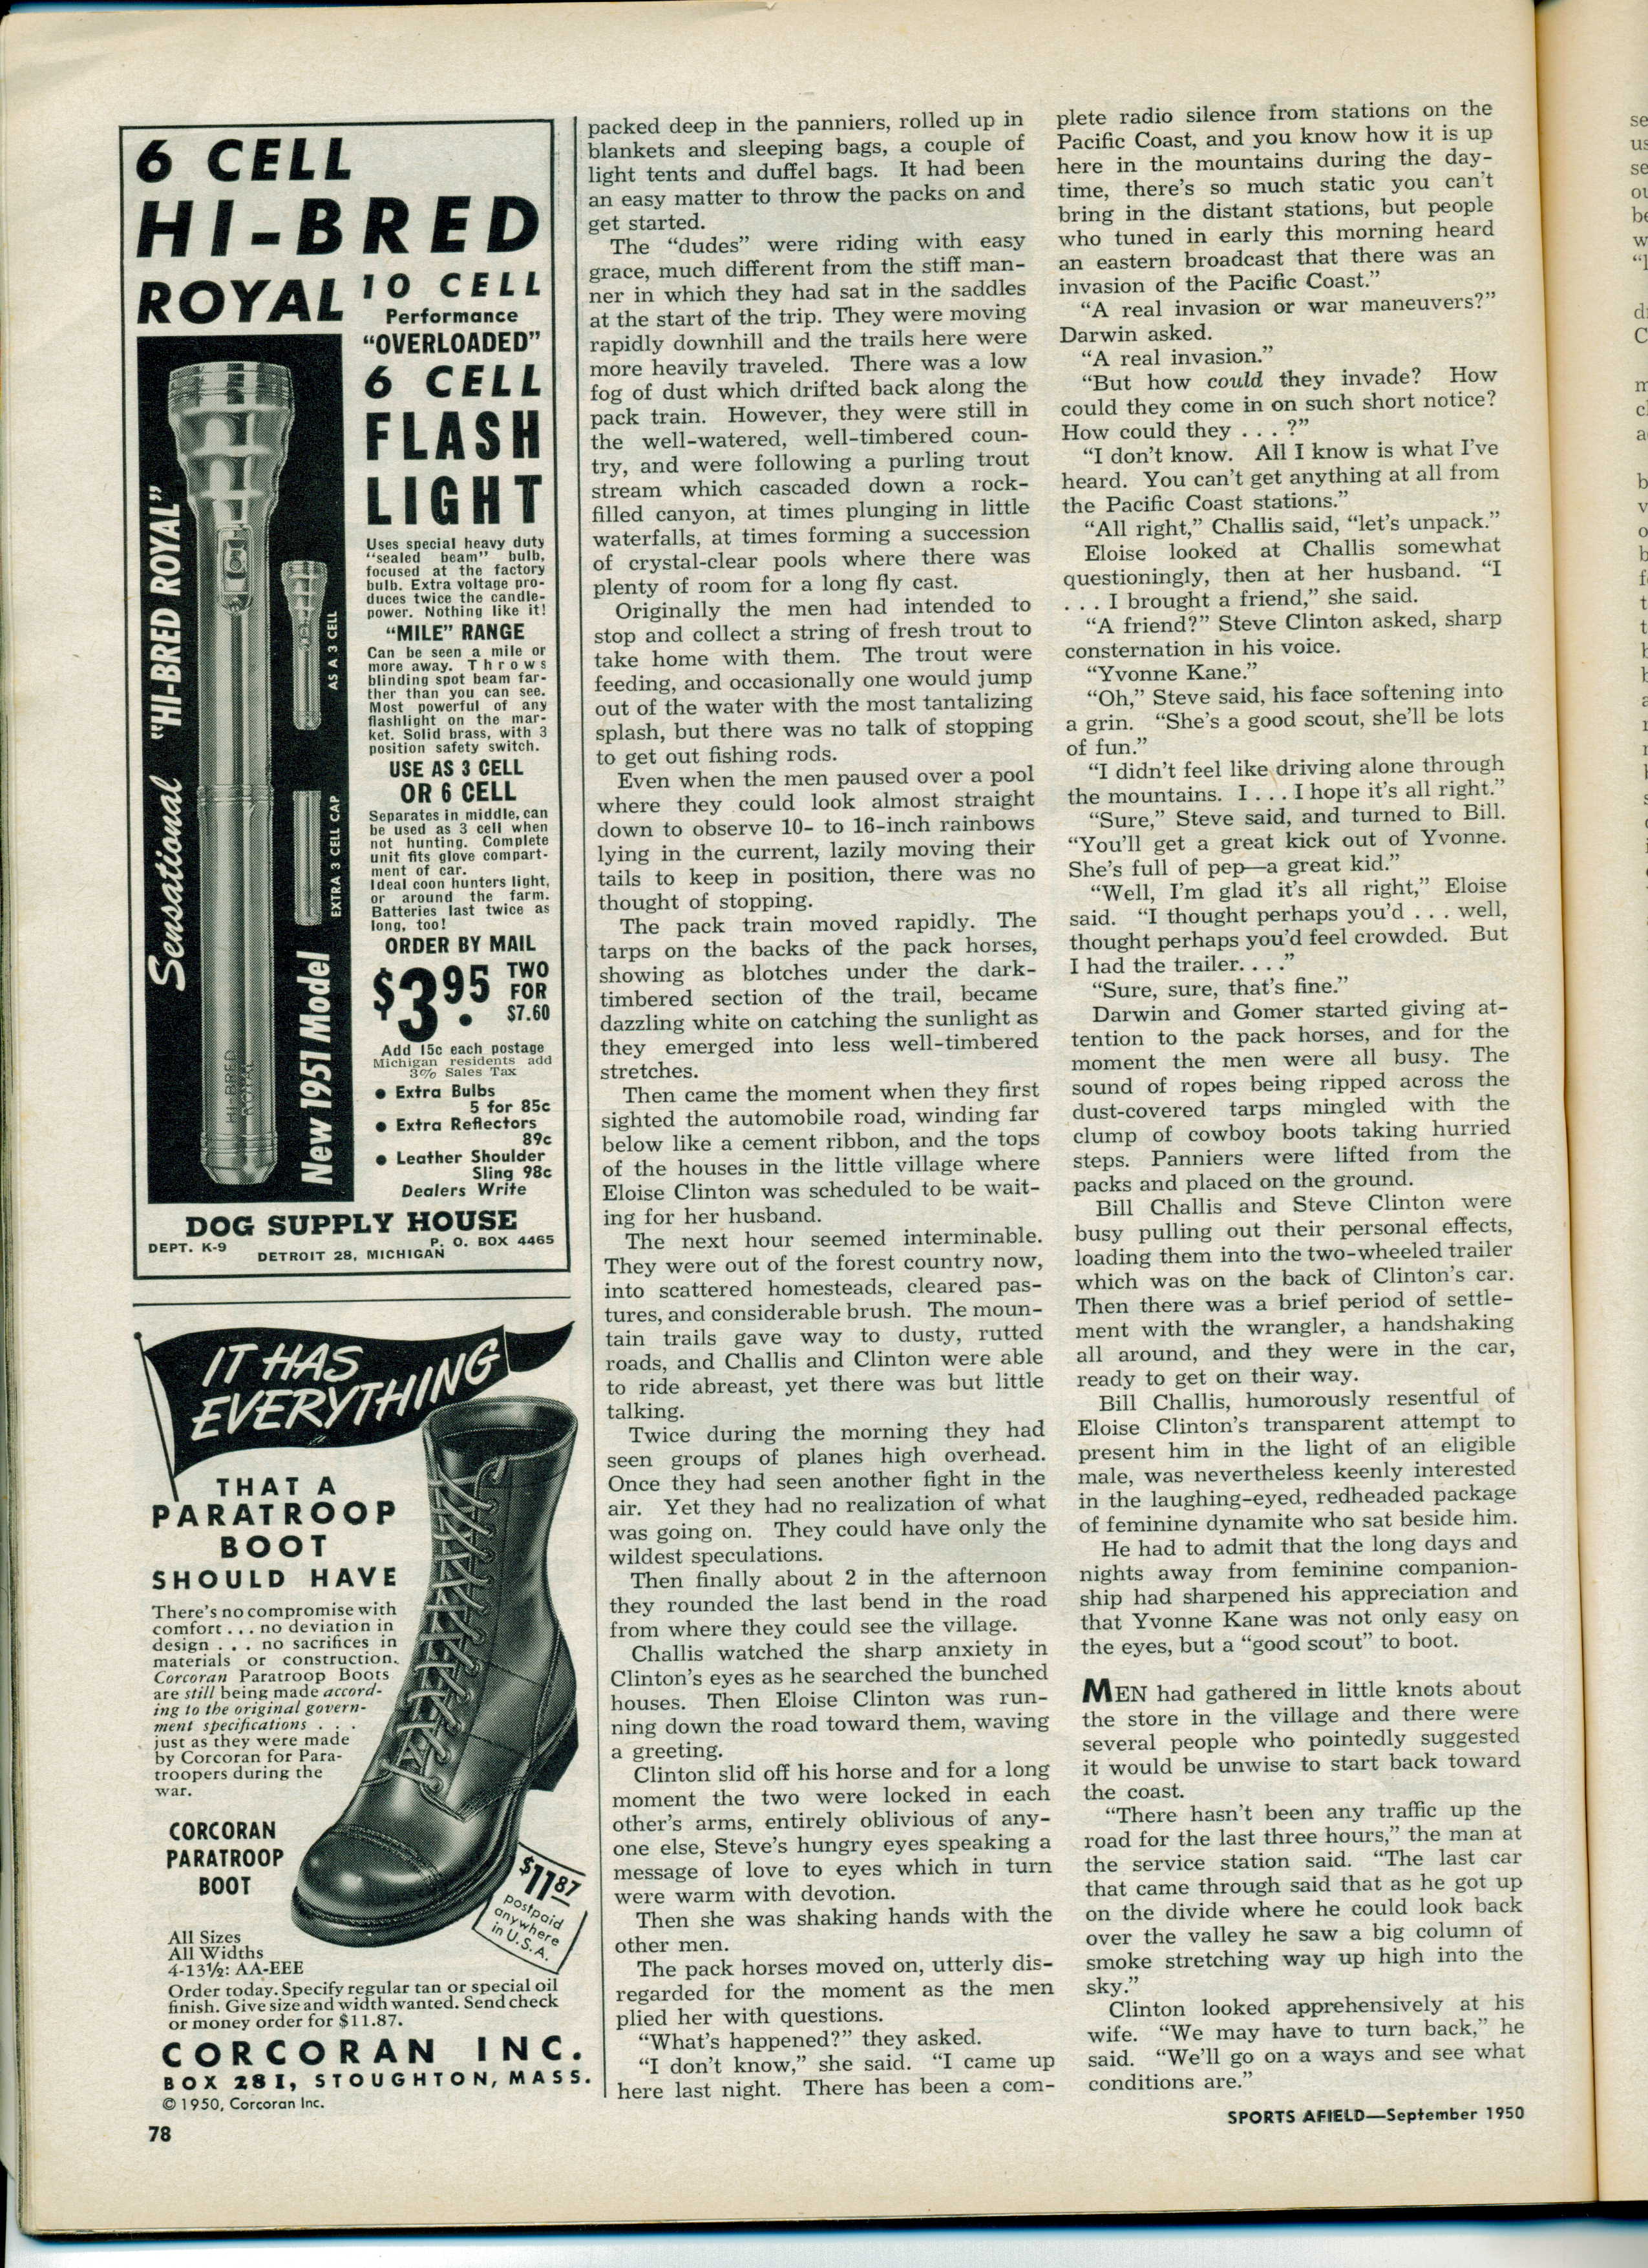 6 CELL
HI-BRED
ROYAL
10 CELL
Performance
"OVERLOADED"
6 CELL
FLASH
LIGHT
Uses special heavy duty
"sealed beam" bulb,
focused at the factory
bulb. Extra voltage pro-
duces twice the candle-
power. Nothing like it!
"MILE" RANGE
Can be seen a mile or
more away. Throws
blinding spot beam far-
ther than you can see.
Most powerful of any
flashlight on the mar-
ket. Solid brass, with 3
position safety switch.
USE AS 3 CELL
OR 6 CELL
Separates in middle, can
be used as 3 cell when
not hunting. Complete
unit fits glove compart-
ment of car.
Ideal coon hunters light,
or around the farm.
Batteries last twice as
long, too!
ORDER BY MAIL
$3.95
TWO
FOR
$7.60
Add 15c each postage
Michigan residents add
3% Sales Tax
• Extra Bulbs
5 for 85c
• Extra Reflectors
89c
• Leather Shoulder
Sling 98c
Dealers Write
Sensational "HI-BRED ROYAL"
AS A 3 CELL
EXTRA 3 CELL CAP
New 1951 Model
HI-BRED
ROYAL
DOG SUPPLY HOUSE
DEPT. K-9
P. O. BOX 4465
DETROIT 28, MICHIGAN
IT HAS
EVERYTHING
THAT A
PARATROOP
BOOT
SHOULD HAVE
There's no compromise with
comfort . . . no deviation in
design . . . no sacrifices in
materials or construction.
Corcoran Paratroop Boots
are still being made accord-
ing to the original govern-
ment specifications . . .
just as they were made
by Corcoran for Para-
troopers during the
war.
CORCORAN
PARATROOP
BOOT
$11.87
postpaid
anywhere
in U.S.A.
All Sizes
All Widths
4-13½: AA-EEE
Order today. Specify regular tan or special oil
finish. Give size and width wanted. Send check
or money order for $11.87.
CORCORAN INC.
BOX 281, STOUGHTON, MASS.
© 1950, Corcoran Inc.
78
packed deep in the panniers, rolled up in
blankets and sleeping bags, a couple of
light tents and duffel bags. It had been
an easy matter to throw the packs on and
get started.
The "dudes" were riding with easy
grace, much different from the stiff man-
ner in which they had sat in the saddles
at the start of the trip. They were moving
rapidly downhill and the trails here were
more heavily traveled. There was a low
fog of dust which drifted back along the
pack train. However, they were still in
the well-watered, well-timbered coun-
try, and were following a purling trout
stream which cascaded down a rock-
filled canyon, at times plunging in little
waterfalls, at times forming a succession
of crystal-clear pools where there was
plenty of room for a long fly cast.
Originally the men had intended to
stop and collect a string of fresh trout to
take home with them. The trout were
feeding, and occasionally one would jump
out of the water with the most tantalizing
splash, but there was no talk of stopping
to get out fishing rods.
Even when the men paused over a pool
where they could look almost straight
down to observe 10- to 16-inch rainbows
lying in the current, lazily moving their
tails to keep in position, there was no
thought of stopping.
The pack train moved rapidly. The
tarps on the backs of the pack horses,
showing as blotches under the dark-
timbered section of the trail, became
dazzling white on catching the sunlight as
they emerged into less well-timbered
stretches.
Then came the moment when they first
sighted the automobile road, winding far
below like a cement ribbon, and the tops
of the houses in the little village where
Eloise Clinton was scheduled to be wait-
ing for her husband.
The next hour seemed interminable.
They were out of the forest country now,
into scattered homesteads, cleared pas-
tures, and considerable brush. The moun-
tain trails gave way to dusty, rutted
roads, and Challis and Clinton were able
to ride abreast, yet there was but little
talking.
Twice during the morning they had
seen groups of planes high overhead.
Once they had seen another fight in the
air. Yet they had no realization of what
was going on. They could have only the
wildest speculations.
Then finally about 2 in the afternoon
they rounded the last bend in the road
from where they could see the village.
Challis watched the sharp anxiety in
Clinton's eyes as he searched the bunched
houses. Then Eloise Clinton was run-
ning down the road toward them, waving
a greeting.
Clinton slid off his horse and for a long
moment the two were locked in each
other's arms, entirely oblivious of any-
one else, Steve's hungry eyes speaking a
message of love to eyes which in turn
were warm with devotion.
Then she was shaking hands with the
other men.
The pack horses moved on, utterly dis-
regarded for the moment as the men
plied her with questions.
"What's happened?" they asked.
"I don't know," she said. "I came up
here last night. There has been a com-
plete radio silence from stations on the
Pacific Coast, and you know how it is up
here in the mountains during the day-
time, there's so much static you can't
bring in the distant stations, but people
who tuned in early this morning heard
an eastern broadcast that there was an
invasion of the Pacific Coast."
"A real invasion or war maneuvers?"
Darwin asked.
"A real invasion."
"But how could they invade? How
could they come in on such short notice?
How could they . . . ?"
"I don't know. All I know is what I've
heard. You can't get anything at all from
the Pacific Coast stations."
"All right," Challis said, "let's unpack."
Eloise looked at Challis somewhat
questioningly, then at her husband. "I
. . . I brought a friend," she said.
"A friend?" Steve Clinton asked, sharp
consternation in his voice.
"Yvonne Kane."
"Oh," Steve said, his face softening into
a grin. "She's a good scout, she'll be lots
of fun."
"I didn't feel like driving alone through
the mountains. I . . . I hope it's all right."
"Sure," Steve said, and turned to Bill.
"You'll get a great kick out of Yvonne.
She's full of pep—a great kid."
"Well, I'm glad it's all right," Eloise
said. "I thought perhaps you'd . . . well,
thought perhaps you'd feel crowded. But
I had the trailer. . . ."
"Sure, sure, that's fine."
Darwin and Gomer started giving at-
tention to the pack horses, and for the
moment the men were all busy. The
sound of ropes being ripped across the
dust-covered tarps mingled with the
clump of cowboy boots taking hurried
steps. Panniers were lifted from the
packs and placed on the ground.
Bill Challis and Steve Clinton were
busy pulling out their personal effects,
loading them into the two-wheeled trailer
which was on the back of Clinton's car.
Then there was a brief period of settle-
ment with the wrangler, a handshaking
all around, and they were in the car,
ready to get on their way.
Bill Challis, humorously resentful of
Eloise Clinton's transparent attempt to
present him in the light of an eligible
male, was nevertheless keenly interested
in the laughing-eyed, redheaded package
of feminine dynamite who sat beside him.
He had to admit that the long days and
nights away from feminine companion-
ship had sharpened his appreciation and
that Yvonne Kane was not only easy on
the eyes, but a "good scout" to boot.
MEN had gathered in little knots about
the store in the village and there were
several people who pointedly suggested
it would be unwise to start back toward
the coast.
"There hasn't been any traffic up the
road for the last three hours," the man at
the service station said. "The last car
that came through said that as he got up
on the divide where he could look back
over the valley he saw a big column of
smoke stretching way up high into the
sky."
Clinton looked apprehensively at his
wife. "We may have to turn back," he
said. "We'll go on a ways and see what
conditions are."
SPORTS AFIELD—September 1950